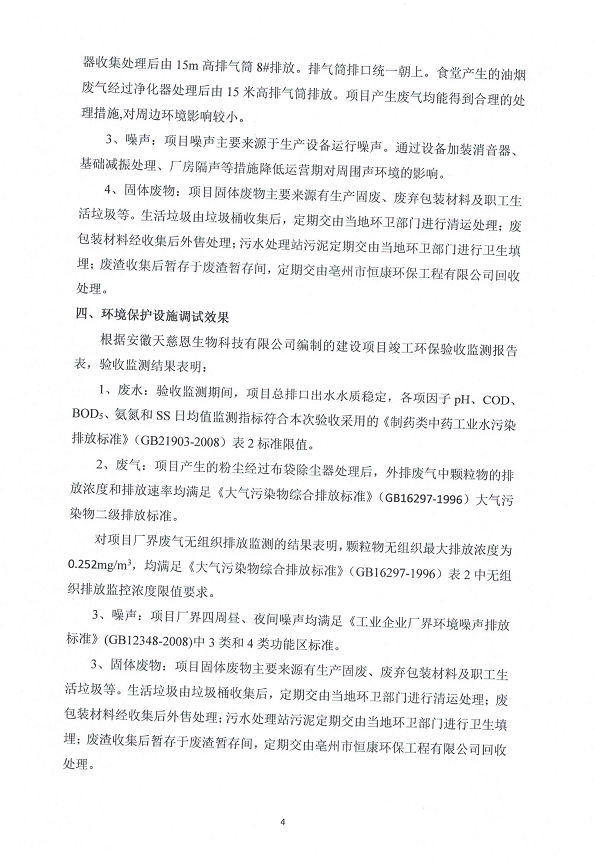 器收集处理后由 15m 高排气筒 8#排放。排气筒排口统一朝上。食堂产生的油烟
废气经过净化器处理后由 15 米高排气筒排放。项目产生废气均能得到合理的处
理措施,对周边环境影响较小。
3、噪声：项目噪声主要来源于生产设备运行噪声。通过设备加装消音器、
基础减振处理、厂房隔声等措施降低运营期对周围声环境的影响。
4、固体废物：项目固体废物主要来源有生产固废、废弃包装材料及职工生
活垃圾等。生活垃圾由垃圾桶收集后，定期交由当地环卫部门进行清运处理；废
包装材料经收集后外售处理；污水处理站污泥定期交由当地环卫部门进行卫生填
埋；废渣收集后暂存于废渣暂存间，定期交由亳州市恒康环保工程有限公司回收
处理。
四、环境保护设施调试效果
根据安徽天慈恩生物科技有限公司编制的建设项目竣工环保验收监测报告
表，验收监测结果表明：
1、废水：验收监测期间，项目总排口出水水质稳定，各项因子 pH、COD、
BOD₅、氨氮和 SS 日均值监测指标符合本次验收采用的《制药类中药工业水污染
排放标准》（GB21903-2008）表 2 标准限值。
2、废气：项目产生的粉尘经过布袋除尘器处理后，外排废气中颗粒物的排
放浓度和排放速率均满足《大气污染物综合排放标准》（GB16297-1996）大气污
染物二级排放标准。
对项目厂界废气无组织排放监测的结果表明，颗粒物无组织最大排放浓度为
0.252mg/m³，均满足《大气污染物综合排放标准》（GB16297-1996）表 2 中无组
织排放监控浓度限值要求。
3、噪声：项目厂界四周昼、夜间噪声均满足《工业企业厂界环境噪声排放
标准》(GB12348-2008)中 3 类和 4 类功能区标准。
3、固体废物：项目固体废物主要来源有生产固废、废弃包装材料及职工生
活垃圾等。生活垃圾由垃圾桶收集后，定期交由当地环卫部门进行清运处理；废
包装材料经收集后外售处理；污水处理站污泥定期交由当地环卫部门进行卫生填
埋；废渣收集后暂存于废渣暂存间，定期交由亳州市恒康环保工程有限公司回收
处理。
4